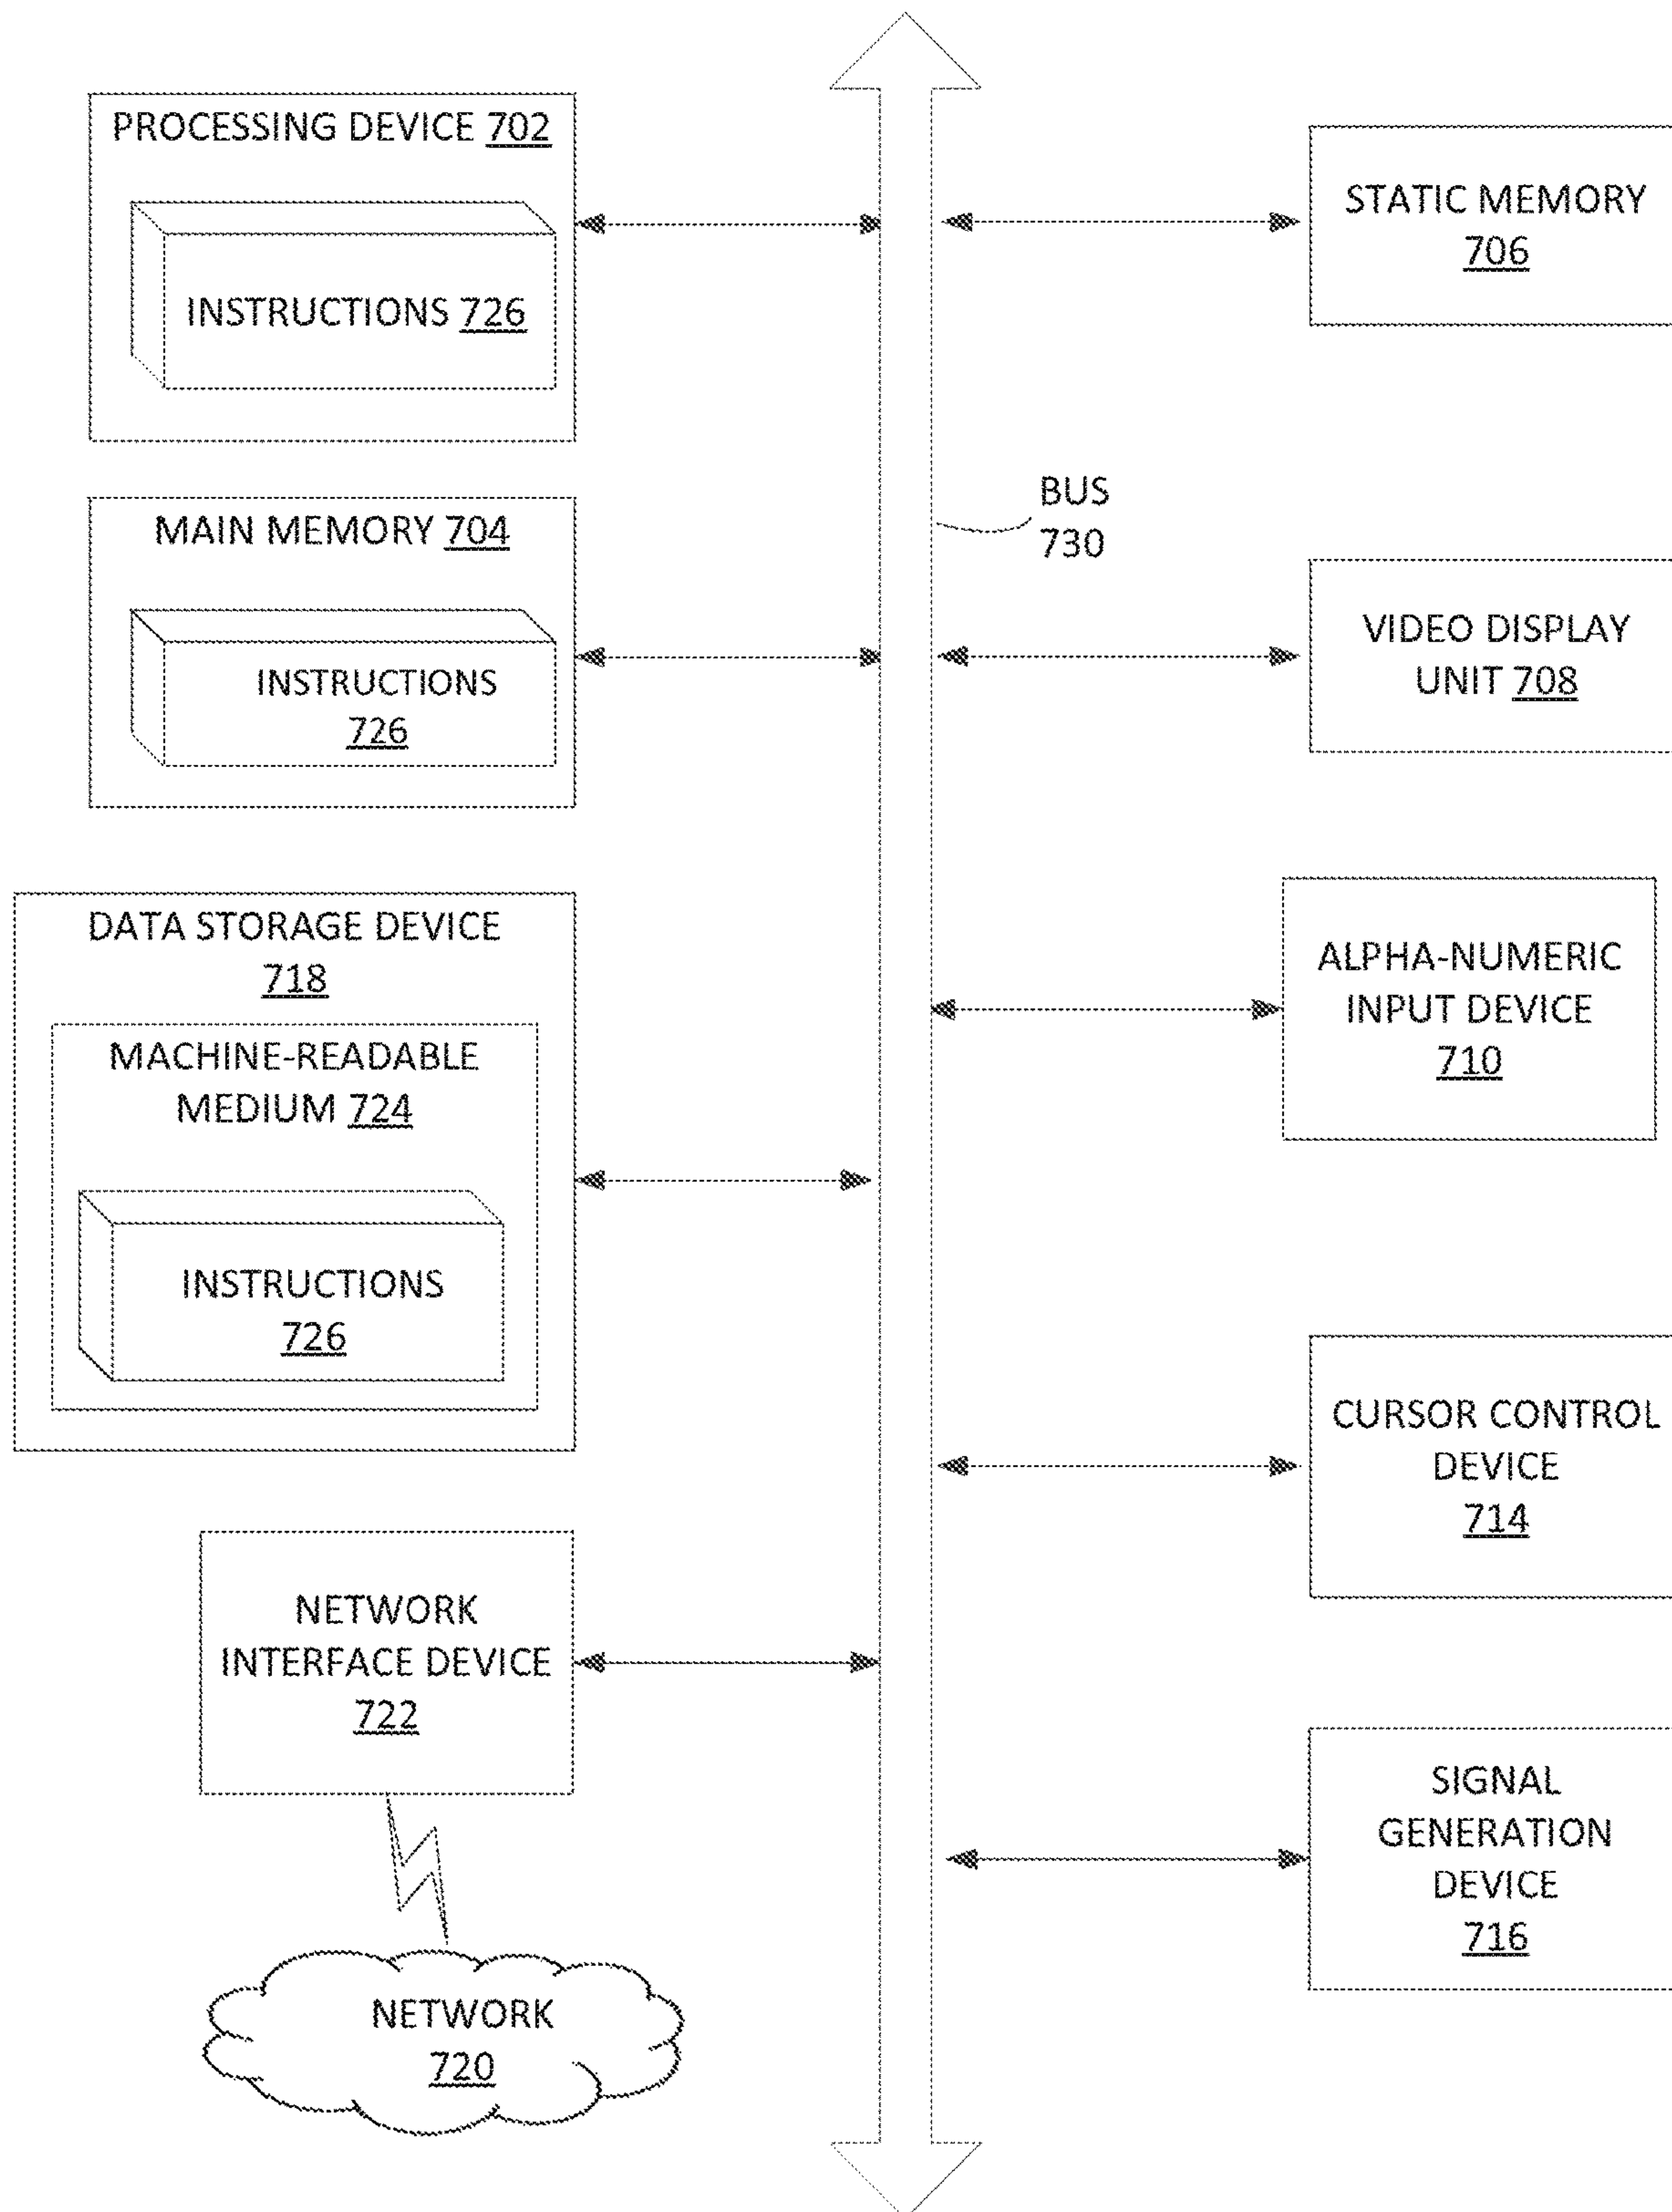 PROCESSING DEVICE 702
INSTRUCTIONS 726
MAIN MEMORY 704
INSTRUCTIONS
726
DATA STORAGE DEVICE
718
MACHINE-READABLE
MEDIUM 724
INSTRUCTIONS
726
NETWORK
INTERFACE DEVICE
722
NETWORK
720
BUS
730
STATIC MEMORY
706
VIDEO DISPLAY
UNIT 708
ALPHA-NUMERIC
INPUT DEVICE
710
CURSOR CONTROL
DEVICE
714
SIGNAL
GENERATION
DEVICE
716